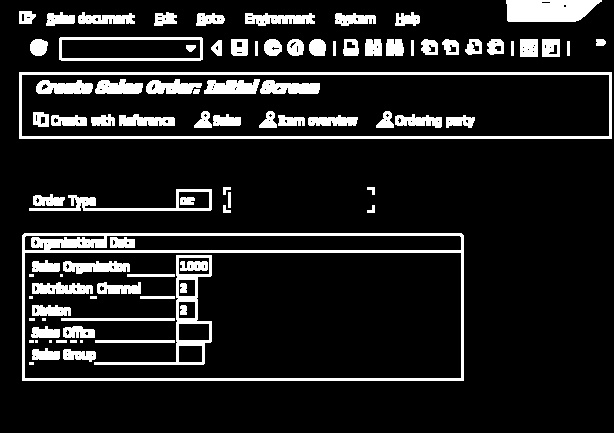 Sales document Edit Goto Environment System Help
Create Sales Order: Initial Screen
Create with Reference Sales Item overview Ordering party
Order Type or
Organizational Data
Sales Organization 1000
Distribution Channel 2
Division 2
Sales Office
Sales Group